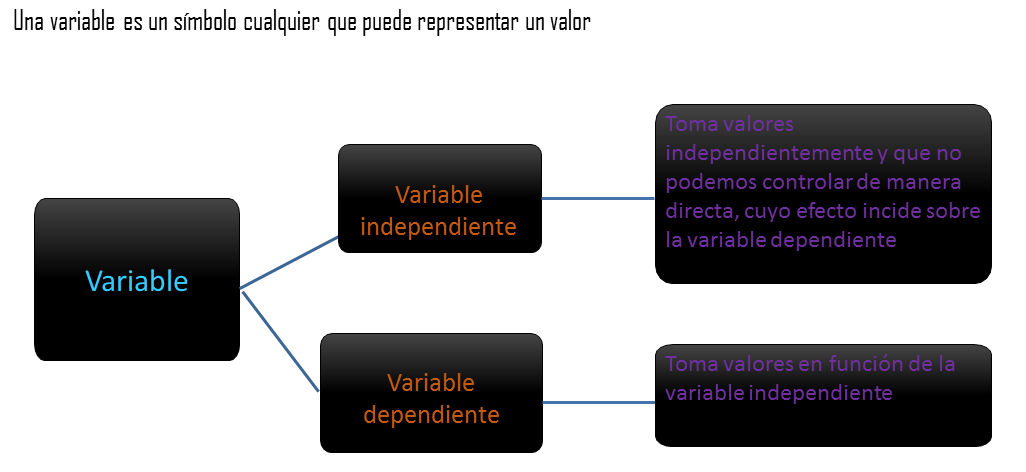 Una variable es un símbolo cualquier que puede representar un valor
Variable
Variable
independiente
Toma valores
independientemente y que no
podemos controlar de manera
directa, cuyo efecto incide sobre
la variable dependiente
Variable
dependiente
Toma valores en función de la
variable independiente